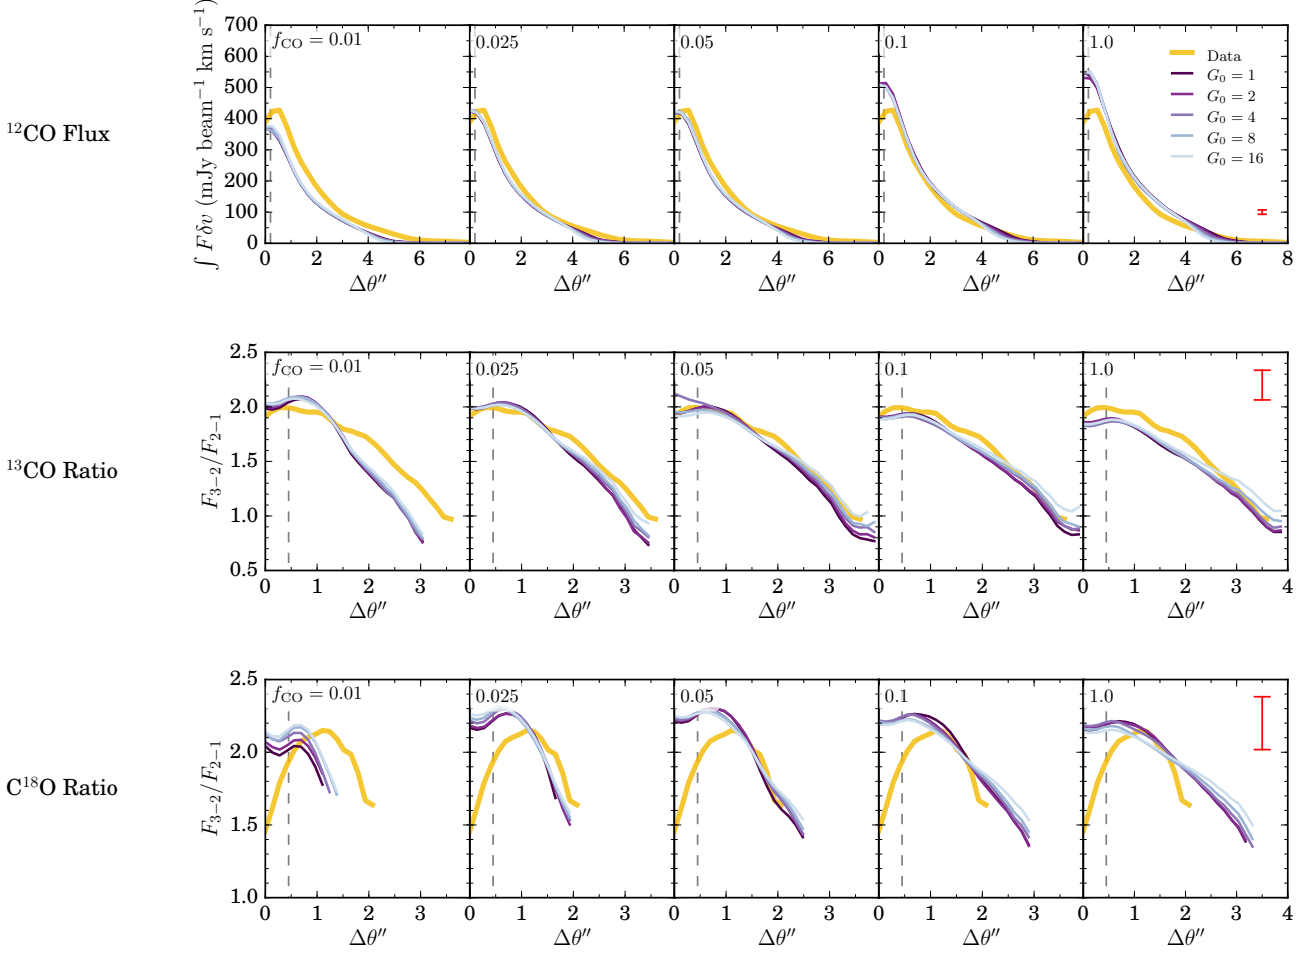 ¹²CO Flux
∫ Fδv (mJy beam⁻¹ km s⁻¹)
700
600
500
400
300
200
100
0
f_CO = 0.01
0.025
0.05
0.1
1.0
Data
G₀ = 1
G₀ = 2
G₀ = 4
G₀ = 8
G₀ = 16
0 2 4 6 0 2 4 6 0 2 4 6 0 2 4 6 0 2 4 6 8
Δθ″ Δθ″ Δθ″ Δθ″ Δθ″
¹³CO Ratio
F₃₋₂/F₂₋₁
2.5
2.0
1.5
1.0
0.5
f_CO = 0.01
0.025
0.05
0.1
1.0
0 1 2 3 0 1 2 3 0 1 2 3 0 1 2 3 0 1 2 3 4
Δθ″ Δθ″ Δθ″ Δθ″ Δθ″
C¹⁸O Ratio
F₃₋₂/F₂₋₁
2.5
2.0
1.5
1.0
f_CO = 0.01
0.025
0.05
0.1
1.0
0 1 2 3 0 1 2 3 0 1 2 3 0 1 2 3 0 1 2 3 4
Δθ″ Δθ″ Δθ″ Δθ″ Δθ″